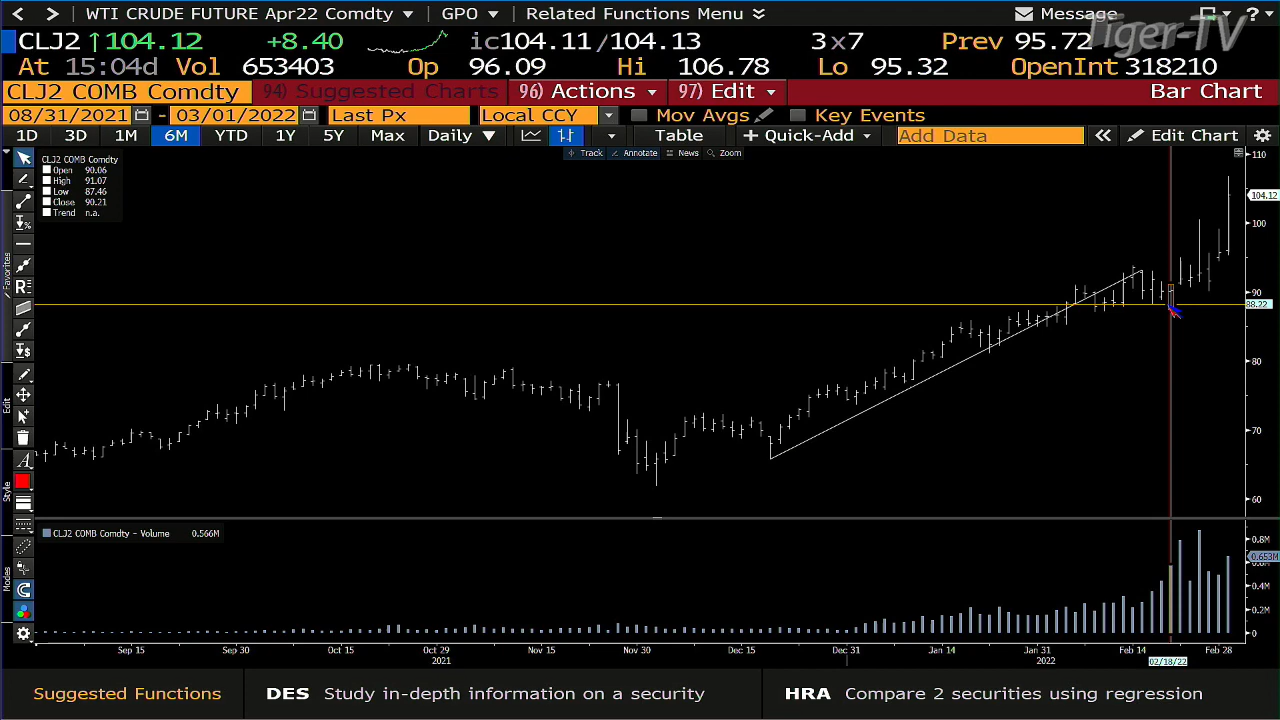 WTI CRUDE FUTURE Apr22 Comdty GPO Related Functions Menu Message ?
Tiger-TV
CLJ2 ↑104.12 +8.40 ic104.11/104.13 3x7 Prev 95.72
At 15:04d Vol 653403 Op 96.09 Hi 106.78 Lo 95.32 OpenInt 318210
CLJ2 COMB Comdty 94) Suggested Charts 96) Actions 97) Edit Bar Chart
08/31/2021 - 03/01/2022 Last Px Local CCY Mov Avgs Key Events
1D 3D 1M 6M YTD 1Y 5Y Max Daily ▼ Table + Quick-Add Add Data « Edit Chart
Track Annotate News Zoom
CLJ2 COMB Comdty
Open 90.06
High 91.07
Low 87.46
Close 90.21
Trend n.a.
110
104.12
100
90
88.22
80
70
60
Favorites
Edit
Style
Modes
CLJ2 COMB Comdty - Volume 0.566M
0.8M
0.653M
0.4M
0.2M
0
Sep 15 Sep 30 Oct 15 Oct 29 Nov 15 Nov 30 Dec 15 Dec 31 Jan 14 Jan 31 Feb 14 Feb 28
2021 2022 02/18/22
Suggested Functions DES Study in-depth information on a security HRA Compare 2 securities using regression